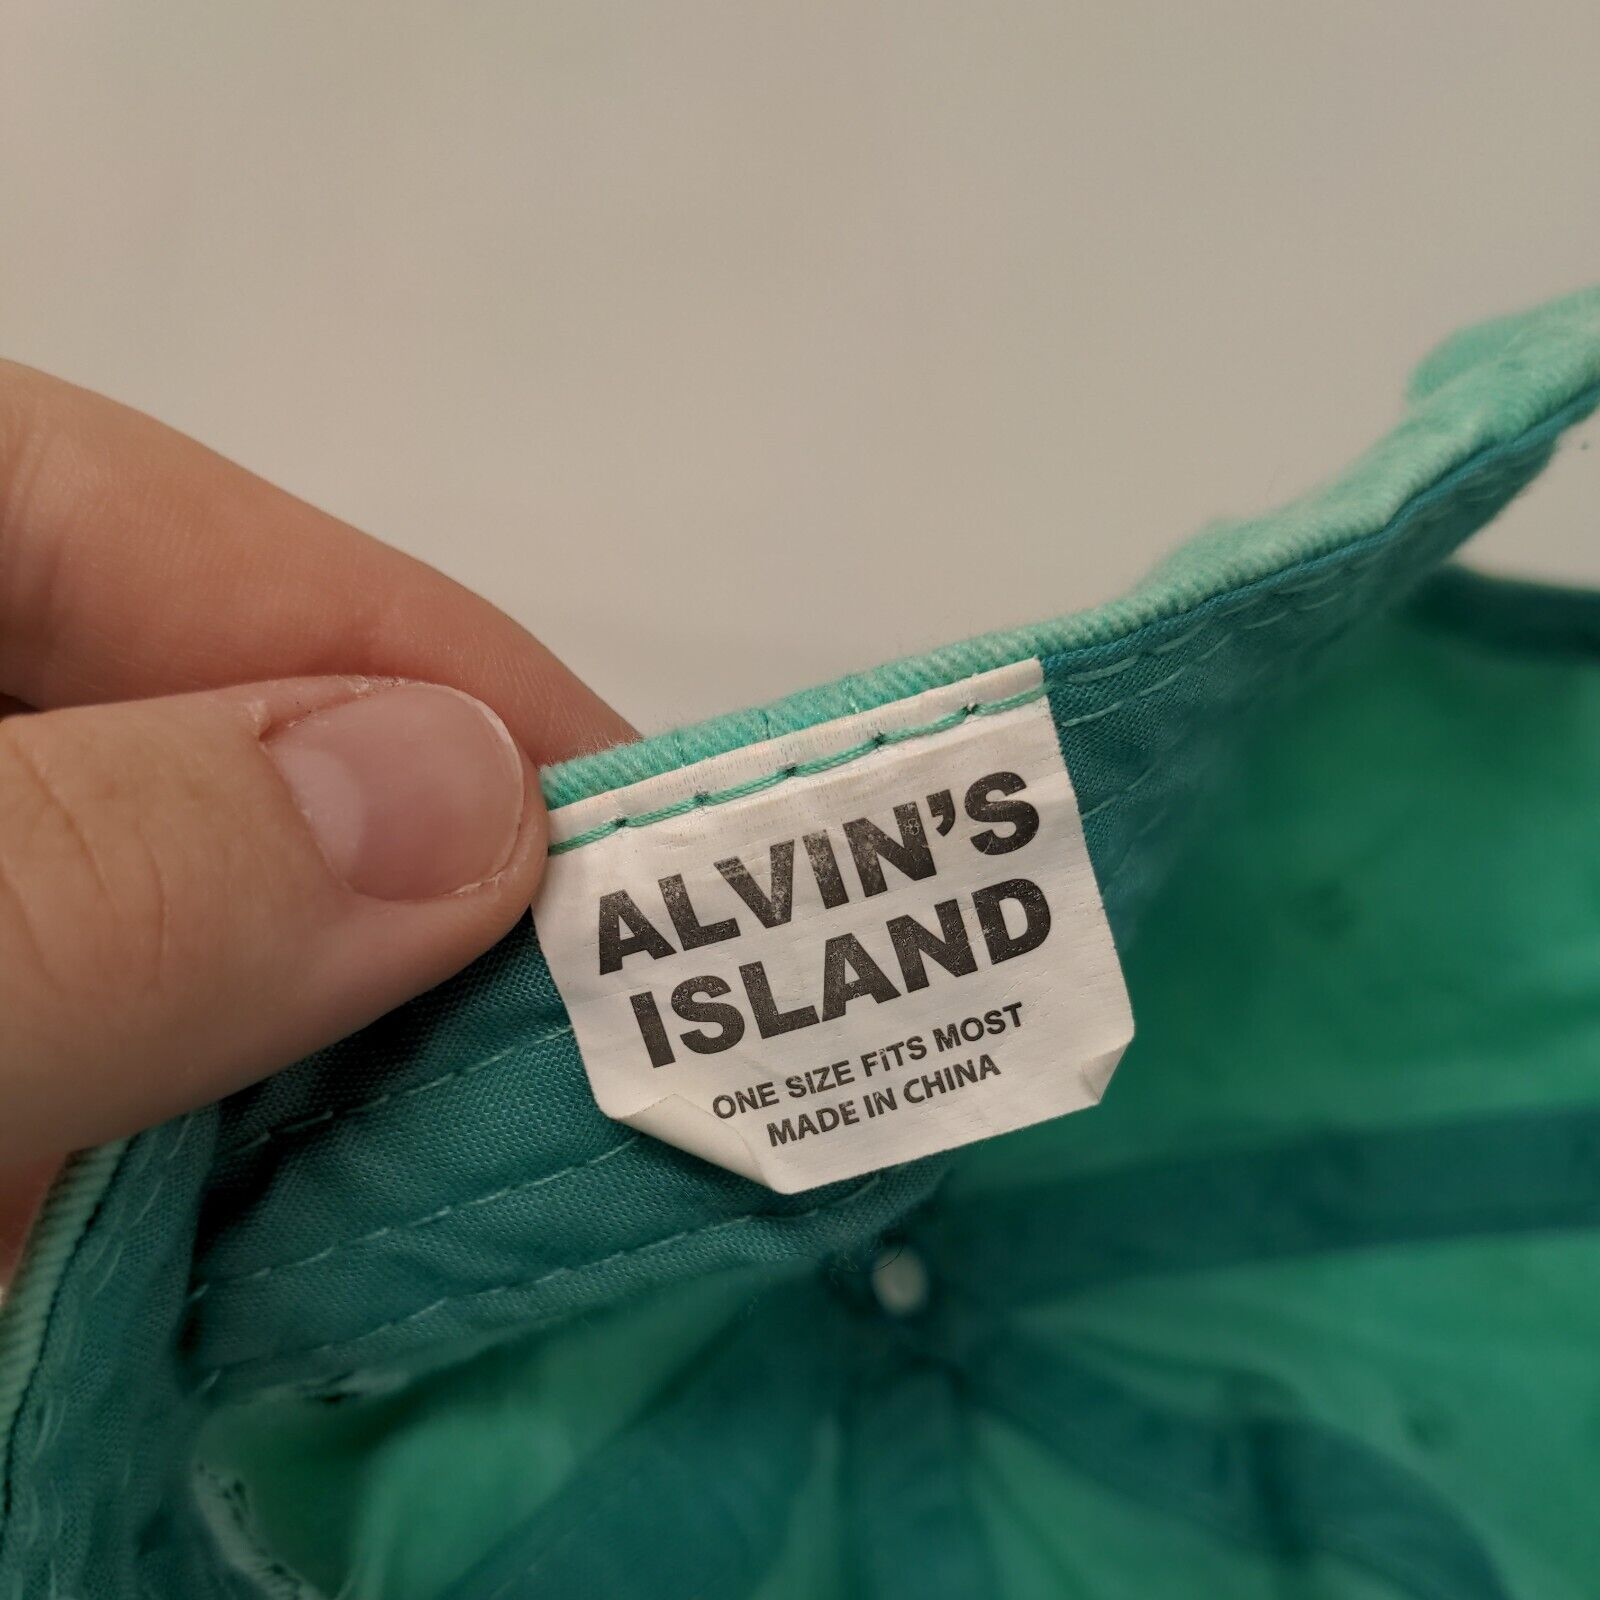 ALVIN'S
ISLAND
ONE SIZE FITS MOST
MADE IN CHINA